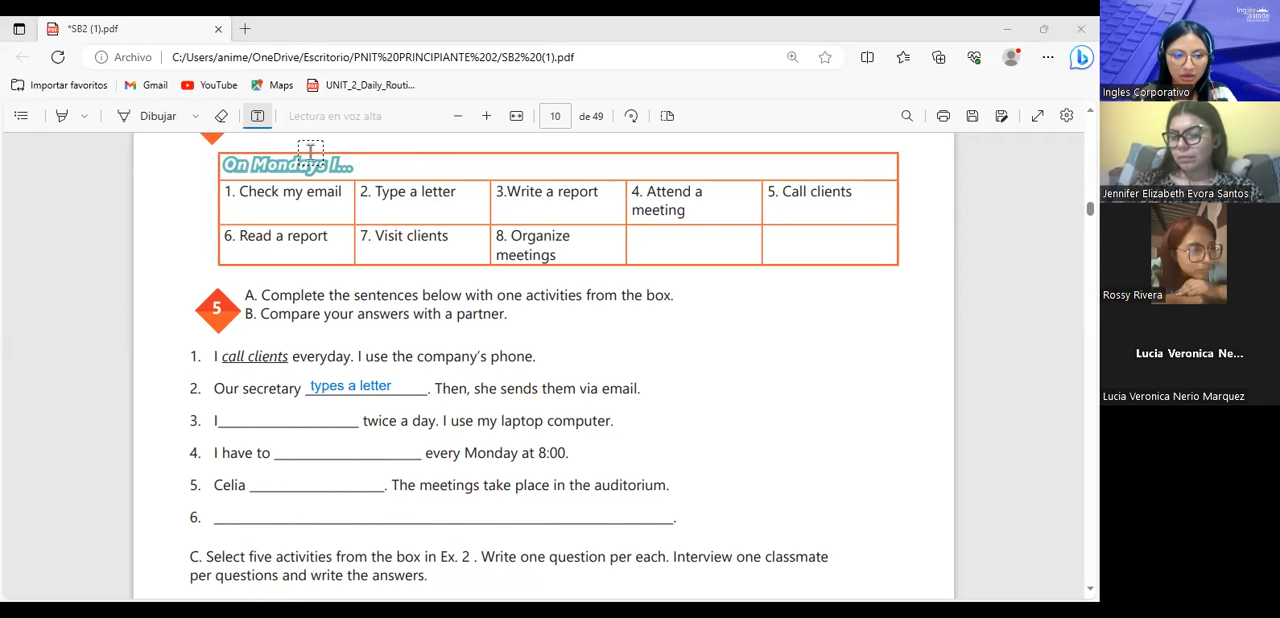 *SB2 (1).pdf
Archivo
C:/Users/anime/OneDrive/Escritorio/PNIT%20PRINCIPIANTE%202/SB2%20(1).pdf
Importar favoritos
Gmail
YouTube
Maps
UNIT_2_Daily_Routi...
Dibujar
Lectura en voz alta
10
de 49
On Mondays I...
1. Check my email
2. Type a letter
3.Write a report
4. Attend a
meeting
5. Call clients
6. Read a report
7. Visit clients
8. Organize
meetings
5
A. Complete the sentences below with one activities from the box.
B. Compare your answers with a partner.
1. I call clients everyday. I use the company's phone.
2. Our secretary types a letter. Then, she sends them via email.
3. I____________________ twice a day. I use my laptop computer.
4. I have to _____________________ every Monday at 8:00.
5. Celia ___________________. The meetings take place in the auditorium.
6. ___________________________________________________________________.
C. Select five activities from the box in Ex. 2 . Write one question per each. Interview one classmate
per questions and write the answers.
Ingles Corporativo
Jennifer Elizabeth Evora Santos
Rossy Rivera
Lucia Veronica Ne...
Lucia Veronica Nerio Marquez